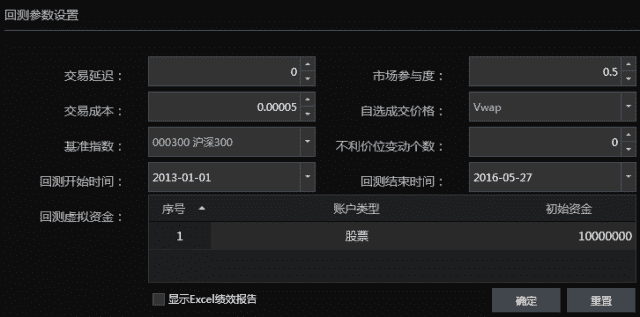 回测参数设置
交易延迟： 0 市场参与度： 0.5
交易成本： 0.00005 自选成交价格： Vwap
基准指数： 000300 沪深300 不利价位变动个数： 0
回测开始时间： 2013-01-01 回测结束时间： 2016-05-27
回测虚拟资金： 序号 账户类型 初始资金
1 股票 10000000
显示Excel绩效报告 确定 重置